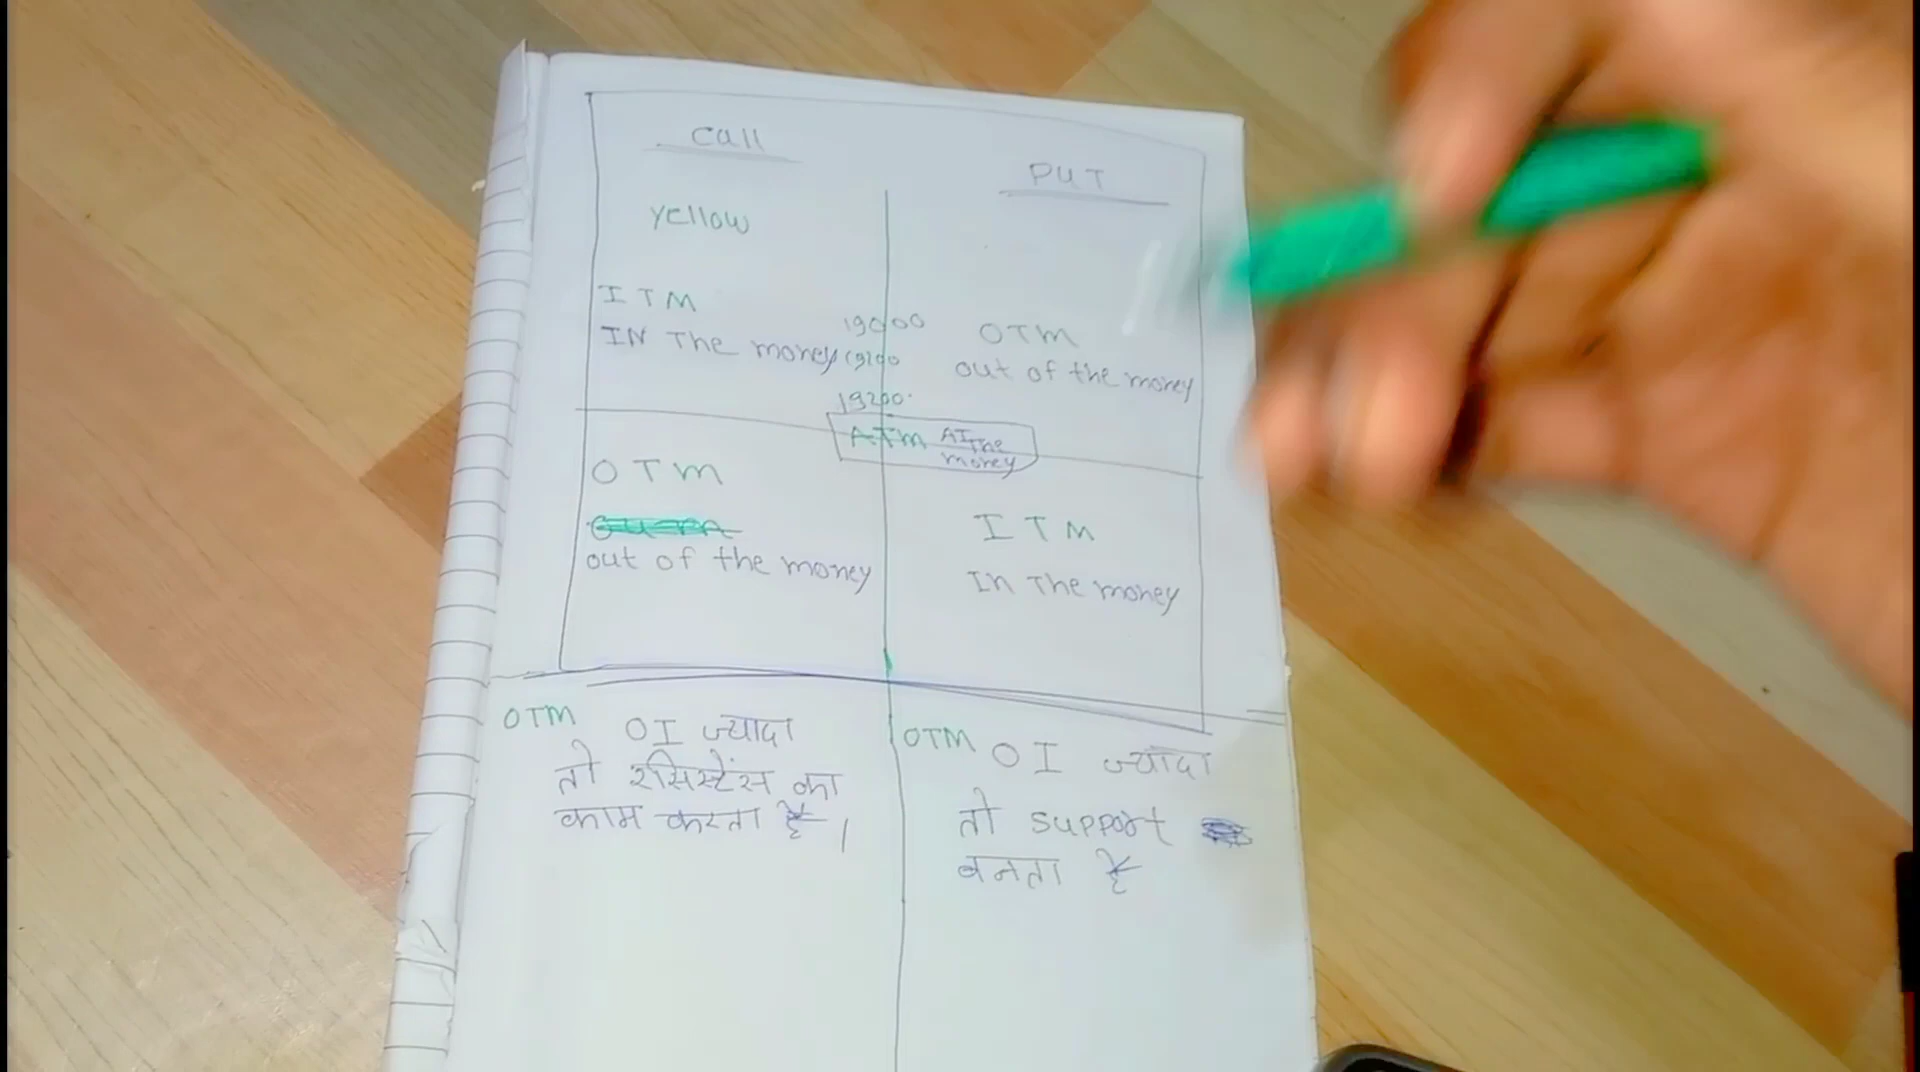 Call
PUT
Yellow
ITM
IN The money
19000
19100
19200.
OTM
out of the money
ATM
AT The
money
OTM
out of the money
ITM
In The money
OTM
OI ज्यादा
तो रसिस्टेंस का
काम करता है।
OTM
OI ज्यादा
तो support
बनता है